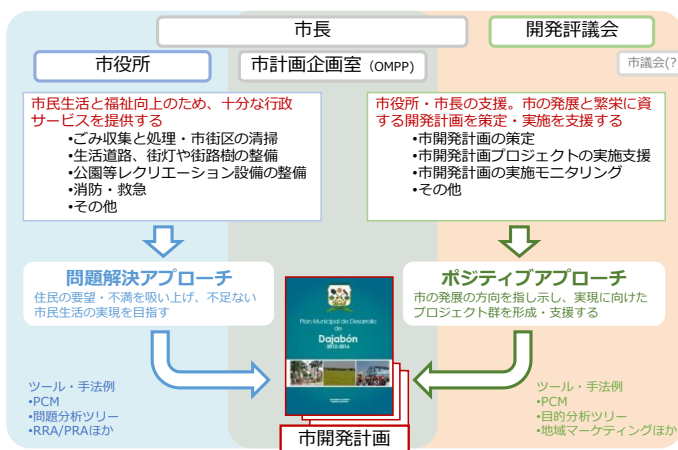 市長
開発評議会
市役所
市計画企画室（OMPP）
市議会(?
市民生活と福祉向上のため、十分な行政
サービスを提供する
•ごみ収集と処理・市街区の清掃
•生活道路、街灯や街路樹の整備
•公園等レクリエーション設備の整備
•消防・救急
•その他
市役所・市長の支援。市の発展と繁栄に資
する開発計画を策定・実施を支援する
•市開発計画の策定
•市開発計画プロジェクトの実施支援
•市開発計画の実施モニタリング
•その他
問題解決アプローチ
住民の要望・不満を吸い上げ、不足ない
市民生活の実現を目指す
ポジティブアプローチ
市の発展の方向を指し示し、実現に向けた
プロジェクト群を形成・支援する
Plan Municipal de Desarrollo
de
Dajabón
2012-2016
ツール・手法例
•PCM
•問題分析ツリー
•RRA/PRAほか
ツール・手法例
•PCM
•目的分析ツリー
•地域マーケティングほか
市開発計画